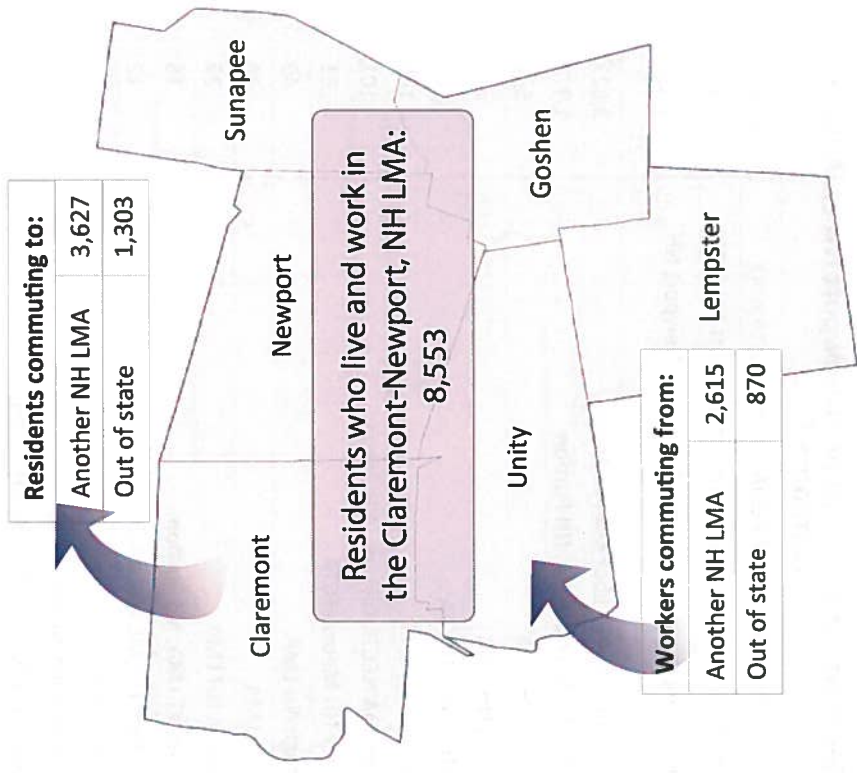 Residents commuting to:
Another NH LMA 3,627
Out of state 1,303
Sunapee
Newport
Claremont
Residents who live and work in
the Claremont-Newport, NH LMA:
8,553
Goshen
Unity
Lempster
Workers commuting from:
Another NH LMA 2,615
Out of state 870